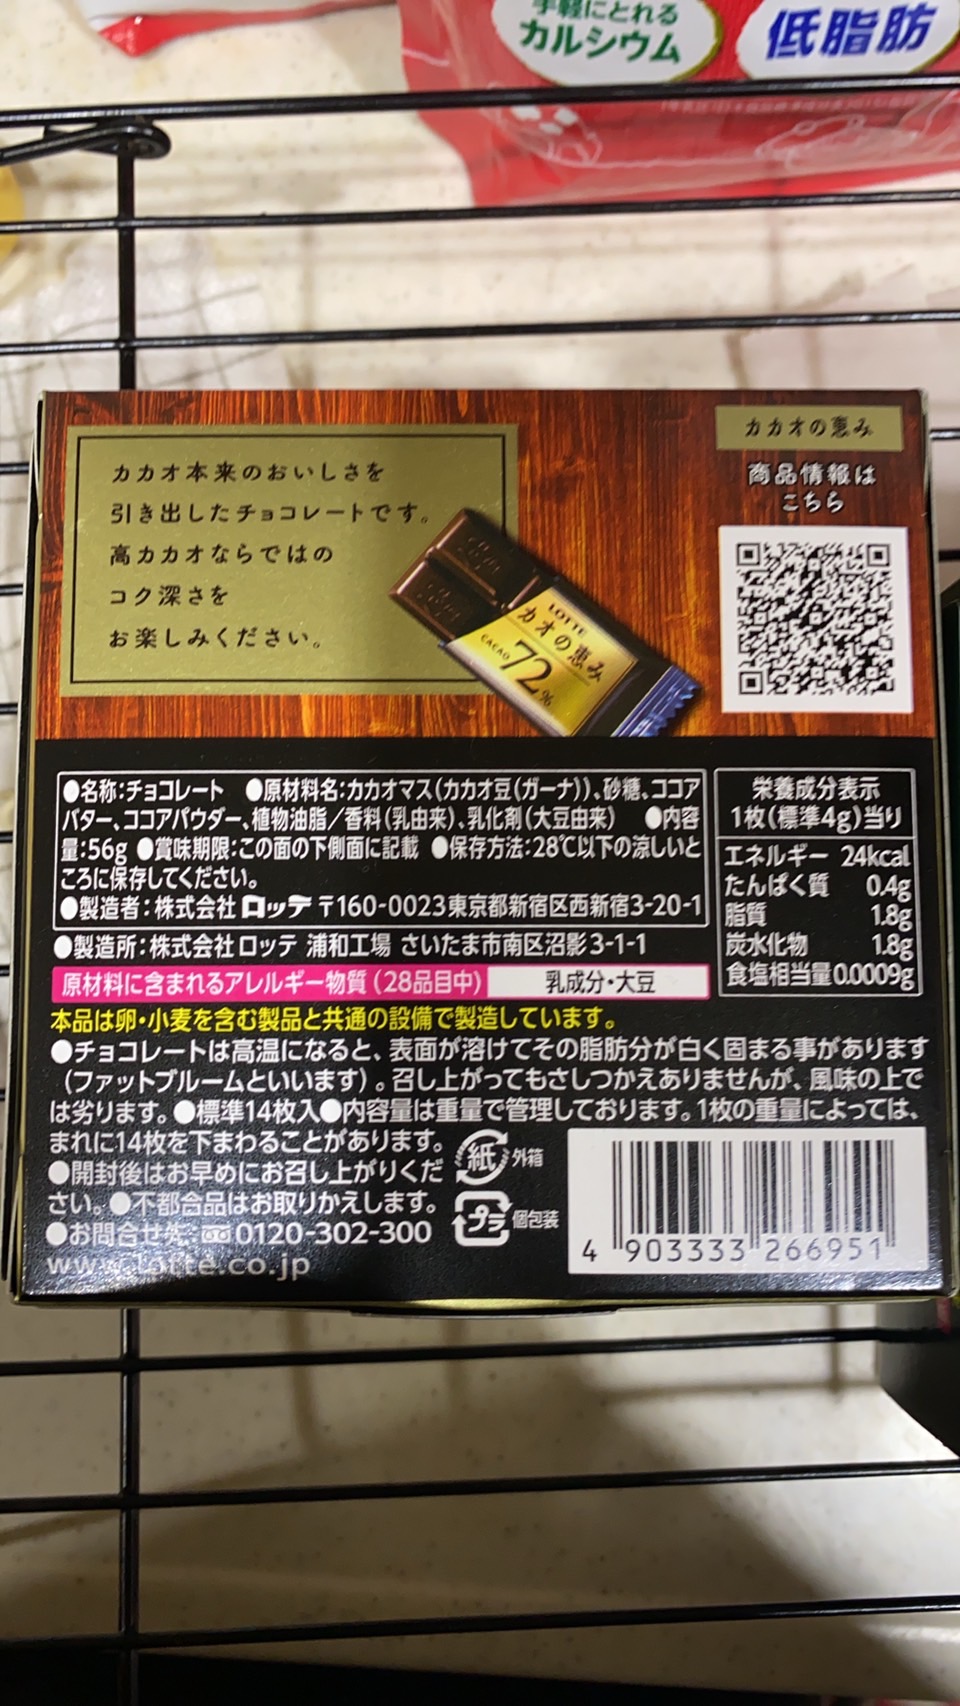 手軽にとれる
カルシウム
低脂肪
カカオ本来のおいしさを
引き出したチョコレートです。
高カカオならではの
コク深さを
お楽しみください。
LOTTE
カオの恵み
CACAO 72%
カカオの恵み
商品情報は
こちら
●名称:チョコレート ●原材料名:カカオマス(カカオ豆(ガーナ))、砂糖、ココア
バター、ココアパウダー、植物油脂/香料(乳由来)、乳化剤(大豆由来) ●内容
量:56g ●賞味期限:この面の下側面に記載 ●保存方法:28℃以下の涼しいと
ころに保存してください。
●製造者:株式会社ロッテ 〒160-0023東京都新宿区西新宿3-20-1
●製造所:株式会社ロッテ 浦和工場 さいたま市南区沼影3-1-1
栄養成分表示
1枚(標準4g)当り
エネルギー 24kcal
たんぱく質 0.4g
脂質 1.8g
炭水化物 1.8g
食塩相当量0.0009g
原材料に含まれるアレルギー物質(28品目中) 乳成分・大豆
本品は卵・小麦を含む製品と共通の設備で製造しています。
●チョコレートは高温になると、表面が溶けてその脂肪分が白く固まる事があります
(ファットブルームといいます)。召し上がってもさしつかえありませんが、風味の上で
は劣ります。●標準14枚入●内容量は重量で管理しております。1枚の重量によっては、
まれに14枚を下まわることがあります。
●開封後はお早めにお召し上がりくだ
さい。●不都合品はお取りかえします。
●お問合せ先:0120-302-300
www.lotte.co.jp
紙 外箱
プラ 個包装
4 903333 266951